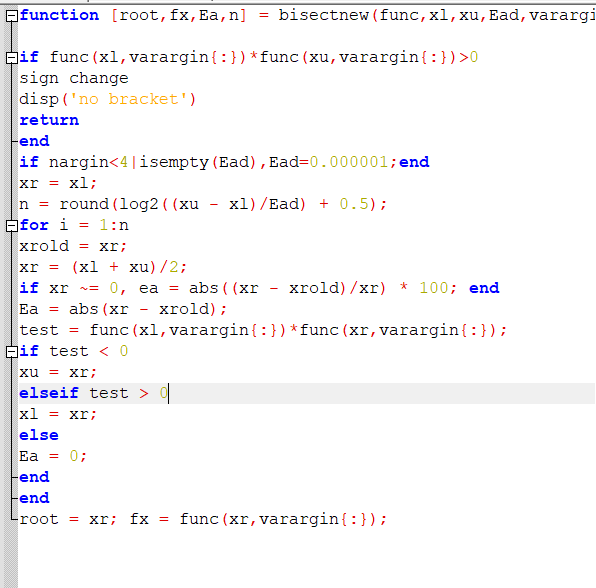 function [root,fx,Ea,n] = bisectnew(func,xl,xu,Ead,varargi
if func(xl,varargin{:})*func(xu,varargin{:})>0
sign change
disp('no bracket')
return
end
if nargin<4|isempty(Ead),Ead=0.000001;end
xr = xl;
n = round(log2((xu - xl)/Ead) + 0.5);
for i = 1:n
xrold = xr;
xr = (xl + xu)/2;
if xr ~= 0, ea = abs((xr - xrold)/xr) * 100; end
Ea = abs(xr - xrold);
test = func(xl,varargin{:})*func(xr,varargin{:});
if test < 0
xu = xr;
elseif test > 0
xl = xr;
else
Ea = 0;
end
end
root = xr; fx = func(xr,varargin{:});